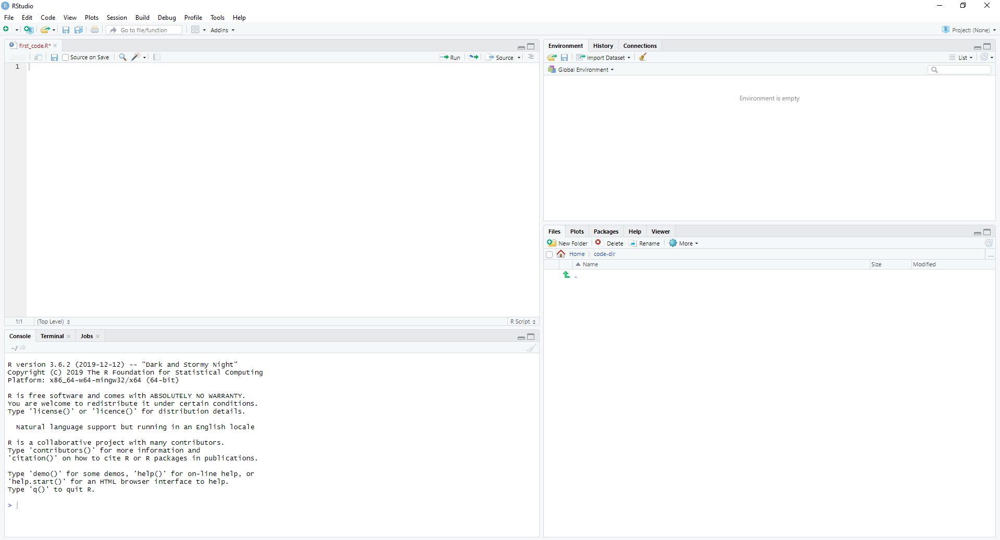 RStudio
File Edit Code View Plots Session Build Debug Profile Tools Help
Go to file/function Addins Project: (None)
first_code.R*
Source on Save Run Source
1
1:1 (Top Level) R Script
Console Terminal Jobs
~/
R version 3.6.2 (2019-12-12) -- "Dark and Stormy Night"
Copyright (C) 2019 The R Foundation for Statistical Computing
Platform: x86_64-w64-mingw32/x64 (64-bit)
R is free software and comes with ABSOLUTELY NO WARRANTY.
You are welcome to redistribute it under certain conditions.
Type 'license()' or 'licence()' for distribution details.
Natural language support but running in an English locale
R is a collaborative project with many contributors.
Type 'contributors()' for more information and
'citation()' on how to cite R or R packages in publications.
Type 'demo()' for some demos, 'help()' for on-line help, or
'help.start()' for an HTML browser interface to help.
Type 'q()' to quit R.
>
Environment History Connections
Import Dataset List
Global Environment
Environment is empty
Files Plots Packages Help Viewer
New Folder Delete Rename More
Home code-dir ...
Name Size Modified
..